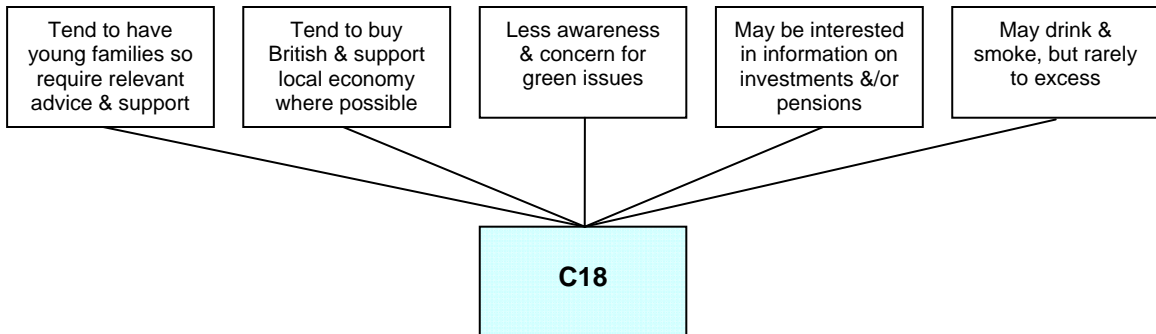 Tend to have
young families so
require relevant
advice & support
Tend to buy
British & support
local economy
where possible
Less awareness
& concern for
green issues
May be interested
in information on
investments &/or
pensions
May drink &
smoke, but rarely
to excess
C18